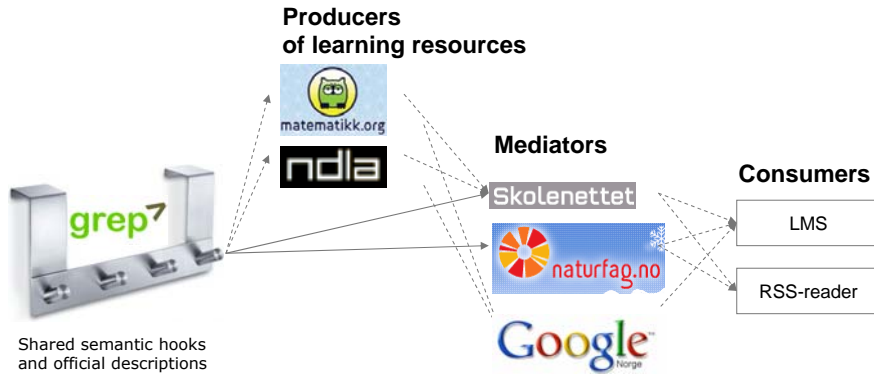 Producers
of learning resources
matematikk.org
ndla
Mediators
Skolenettet
Consumers
LMS
grep
naturfag.no
RSS-reader
Google™
Norge
Shared semantic hooks
and official descriptions